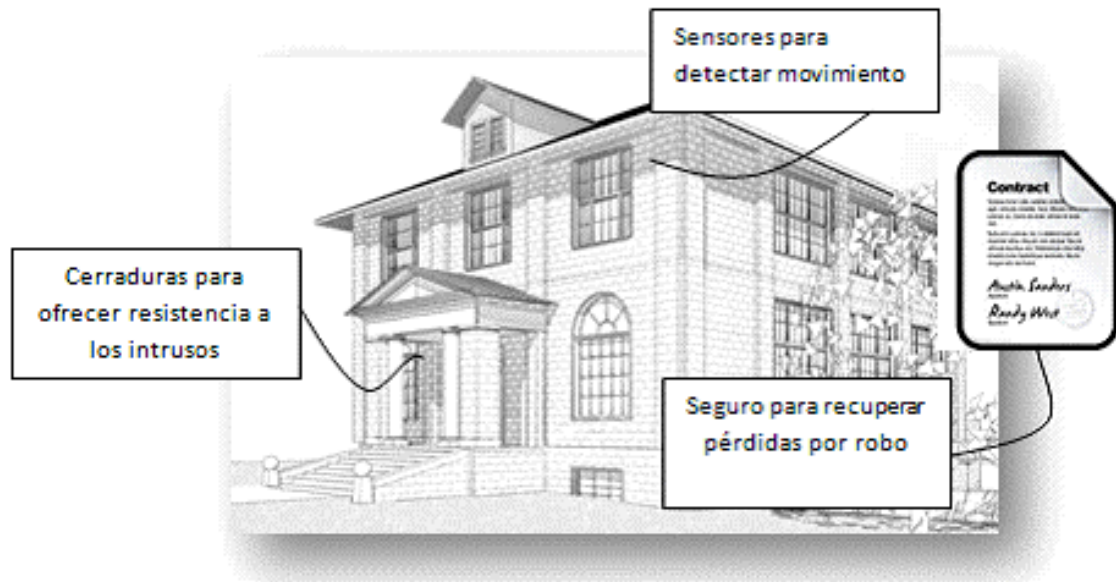 Sensores para
detectar movimiento
Contract
Austin Sanders
Randy West
Cerraduras para
ofrecer resistencia a
los intrusos
Seguro para recuperar
pérdidas por robo